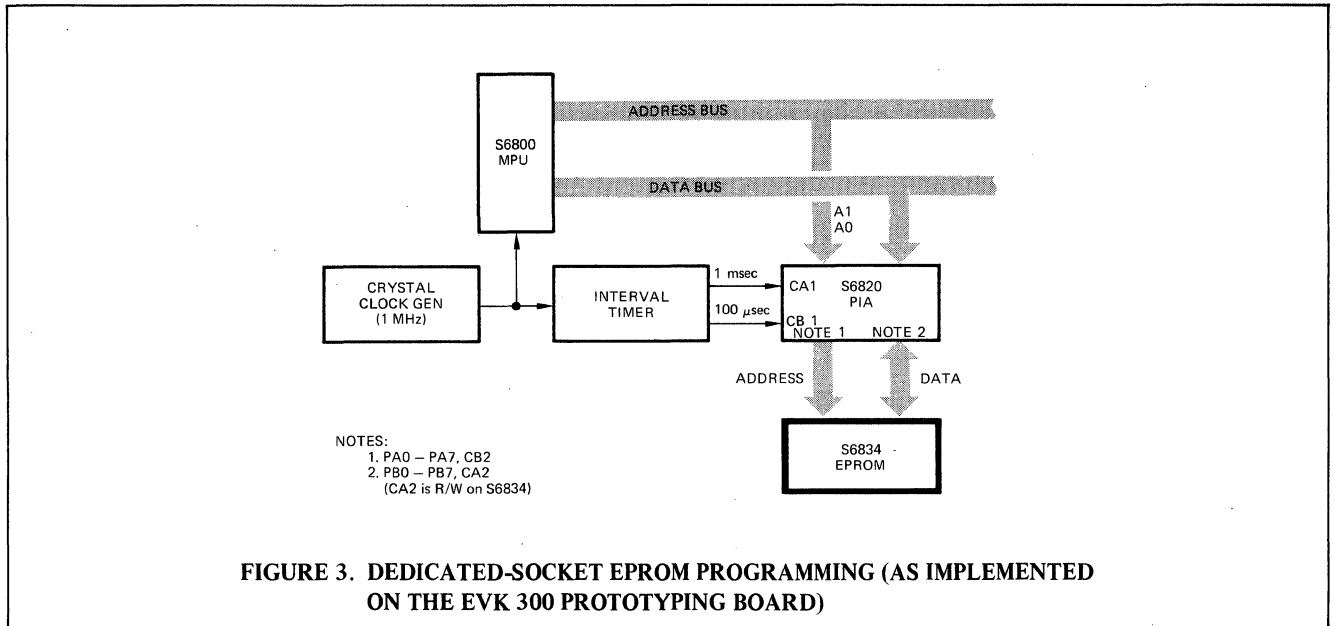 ADDRESS BUS
S6800
MPU
DATA BUS
A1
A0
CRYSTAL
CLOCK GEN
(1 MHz)
INTERVAL
TIMER
1 msec
100 μsec
CA1 S6820
PIA
CB 1
NOTE 1 NOTE 2
ADDRESS DATA
S6834
EPROM
NOTES:
1. PA0 – PA7, CB2
2. PB0 – PB7, CA2
(CA2 is R/W on S6834)
FIGURE 3. DEDICATED-SOCKET EPROM PROGRAMMING (AS IMPLEMENTED
ON THE EVK 300 PROTOTYPING BOARD)